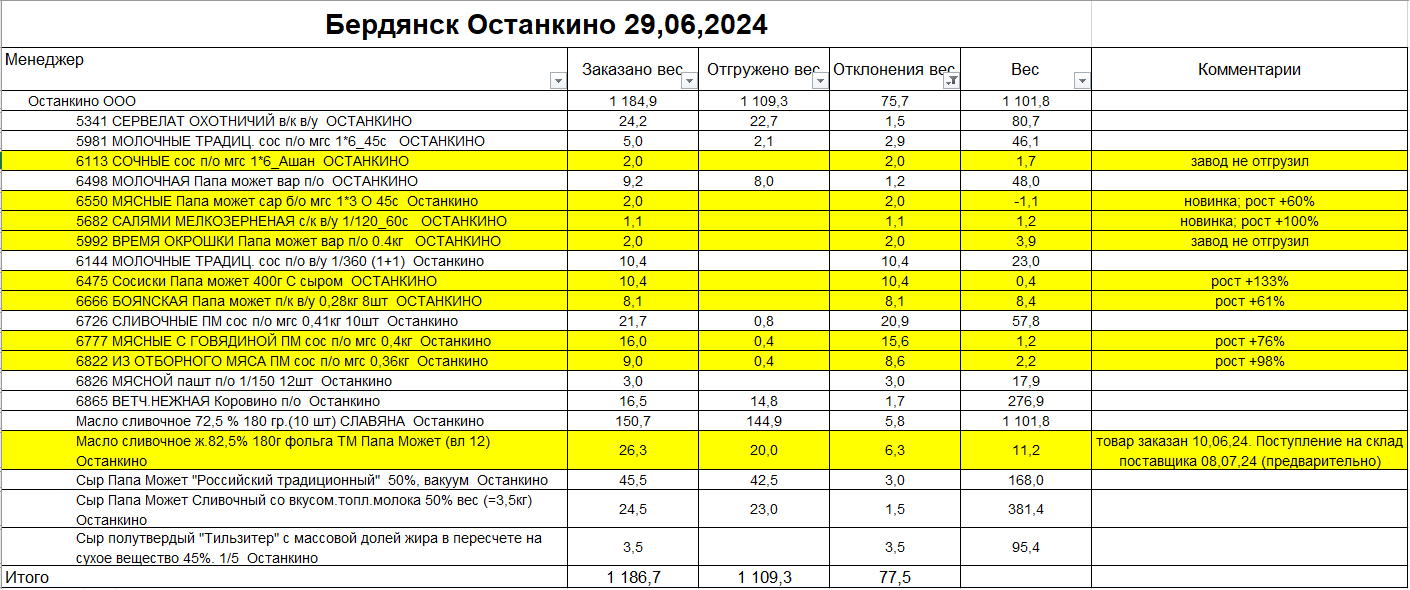 Бердянск Останкино 29,06,2024
Менеджер Заказано вес Отгружено вес Отклонения вес Вес Комментарии
Останкино ООО 1 184,9 1 109,3 75,7 1 101,8
5341 СЕРВЕЛАТ ОХОТНИЧИЙ в/к в/у ОСТАНКИНО 24,2 22,7 1,5 80,7
5981 МОЛОЧНЫЕ ТРАДИЦ. сос п/о мгс 1*6_45с ОСТАНКИНО 5,0 2,1 2,9 46,1
6113 СОЧНЫЕ сос п/о мгс 1*6_Ашан ОСТАНКИНО 2,0 2,0 1,7 завод не отгрузил
6498 МОЛОЧНАЯ Папа может вар п/о ОСТАНКИНО 9,2 8,0 1,2 48,0
6550 МЯСНЫЕ Папа может сар б/о мгс 1*3 О 45с Останкино 2,0 2,0 -1,1 новинка; рост +60%
5682 САЛЯМИ МЕЛКОЗЕРНЕНАЯ с/к в/у 1/120_60с ОСТАНКИНО 1,1 1,1 1,2 новинка; рост +100%
5992 ВРЕМЯ ОКРОШКИ Папа может вар п/о 0.4кг ОСТАНКИНО 2,0 2,0 3,9 завод не отгрузил
6144 МОЛОЧНЫЕ ТРАДИЦ. сос п/о в/у 1/360 (1+1) Останкино 10,4 10,4 23,0
6475 Сосиски Папа может 400г С сыром ОСТАНКИНО 10,4 10,4 0,4 рост +133%
6666 БОЯNСКАЯ Папа может п/к в/у 0,28кг 8шт ОСТАНКИНО 8,1 8,1 8,4 рост +61%
6726 СЛИВОЧНЫЕ ПМ сос п/о мгс 0,41кг 10шт Останкино 21,7 0,8 20,9 57,8
6777 МЯСНЫЕ С ГОВЯДИНОЙ ПМ сос п/о мгс 0,4кг Останкино 16,0 0,4 15,6 1,2 рост +76%
6822 ИЗ ОТБОРНОГО МЯСА ПМ сос п/о мгс 0,36кг Останкино 9,0 0,4 8,6 2,2 рост +98%
6826 МЯСНОЙ пашт п/о 1/150 12шт Останкино 3,0 3,0 17,9
6865 ВЕТЧ.НЕЖНАЯ Коровино п/о Останкино 16,5 14,8 1,7 276,9
Масло сливочное 72,5 % 180 гр.(10 шт) СЛАВЯНА Останкино 150,7 144,9 5,8 1 101,8
Масло сливочное ж.82,5% 180г фольга ТМ Папа Может (вл 12)
Останкино 26,3 20,0 6,3 11,2 товар заказан 10,06,24. Поступление на склад
поставщика 08,07,24 (предварительно)
Сыр Папа Может "Российский традиционный" 50%, вакуум Останкино 45,5 42,5 3,0 168,0
Сыр Папа Может Сливочный со вкусом.топл.молока 50% вес (=3,5кг)
Останкино 24,5 23,0 1,5 381,4
Сыр полутвердый "Тильзитер" с массовой долей жира в пересчете на
сухое вещество 45%. 1/5 Останкино 3,5 3,5 95,4
Итого 1 186,7 1 109,3 77,5